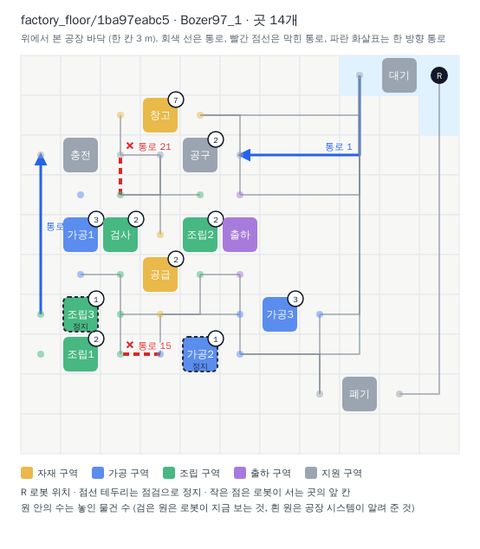 factory_floor/1ba97eabc5 · Bozer97_1 · 곳 14개
위에서 본 공장 바닥 (한 칸 3 m). 회색 선은 통로, 빨간 점선은 막힌 통로, 파란 화살표는 한 방향 통로
대기
R
창고
7
충전
✕ 통로 21
공구
2
통로 1
통로
가공1
3
검사
2
조립2
2
출하
공급
2
조립3
정지
1
가공3
3
조립1
2
✕ 통로 15
가공2
정지
1
폐기
자재 구역
가공 구역
조립 구역
출하 구역
지원 구역
R 로봇 위치 · 점선 테두리는 점검으로 정지 · 작은 점은 로봇이 서는 곳의 앞 칸
원 안의 수는 놓인 물건 수 (검은 원은 로봇이 지금 보는 것, 흰 원은 공장 시스템이 알려 준 것)